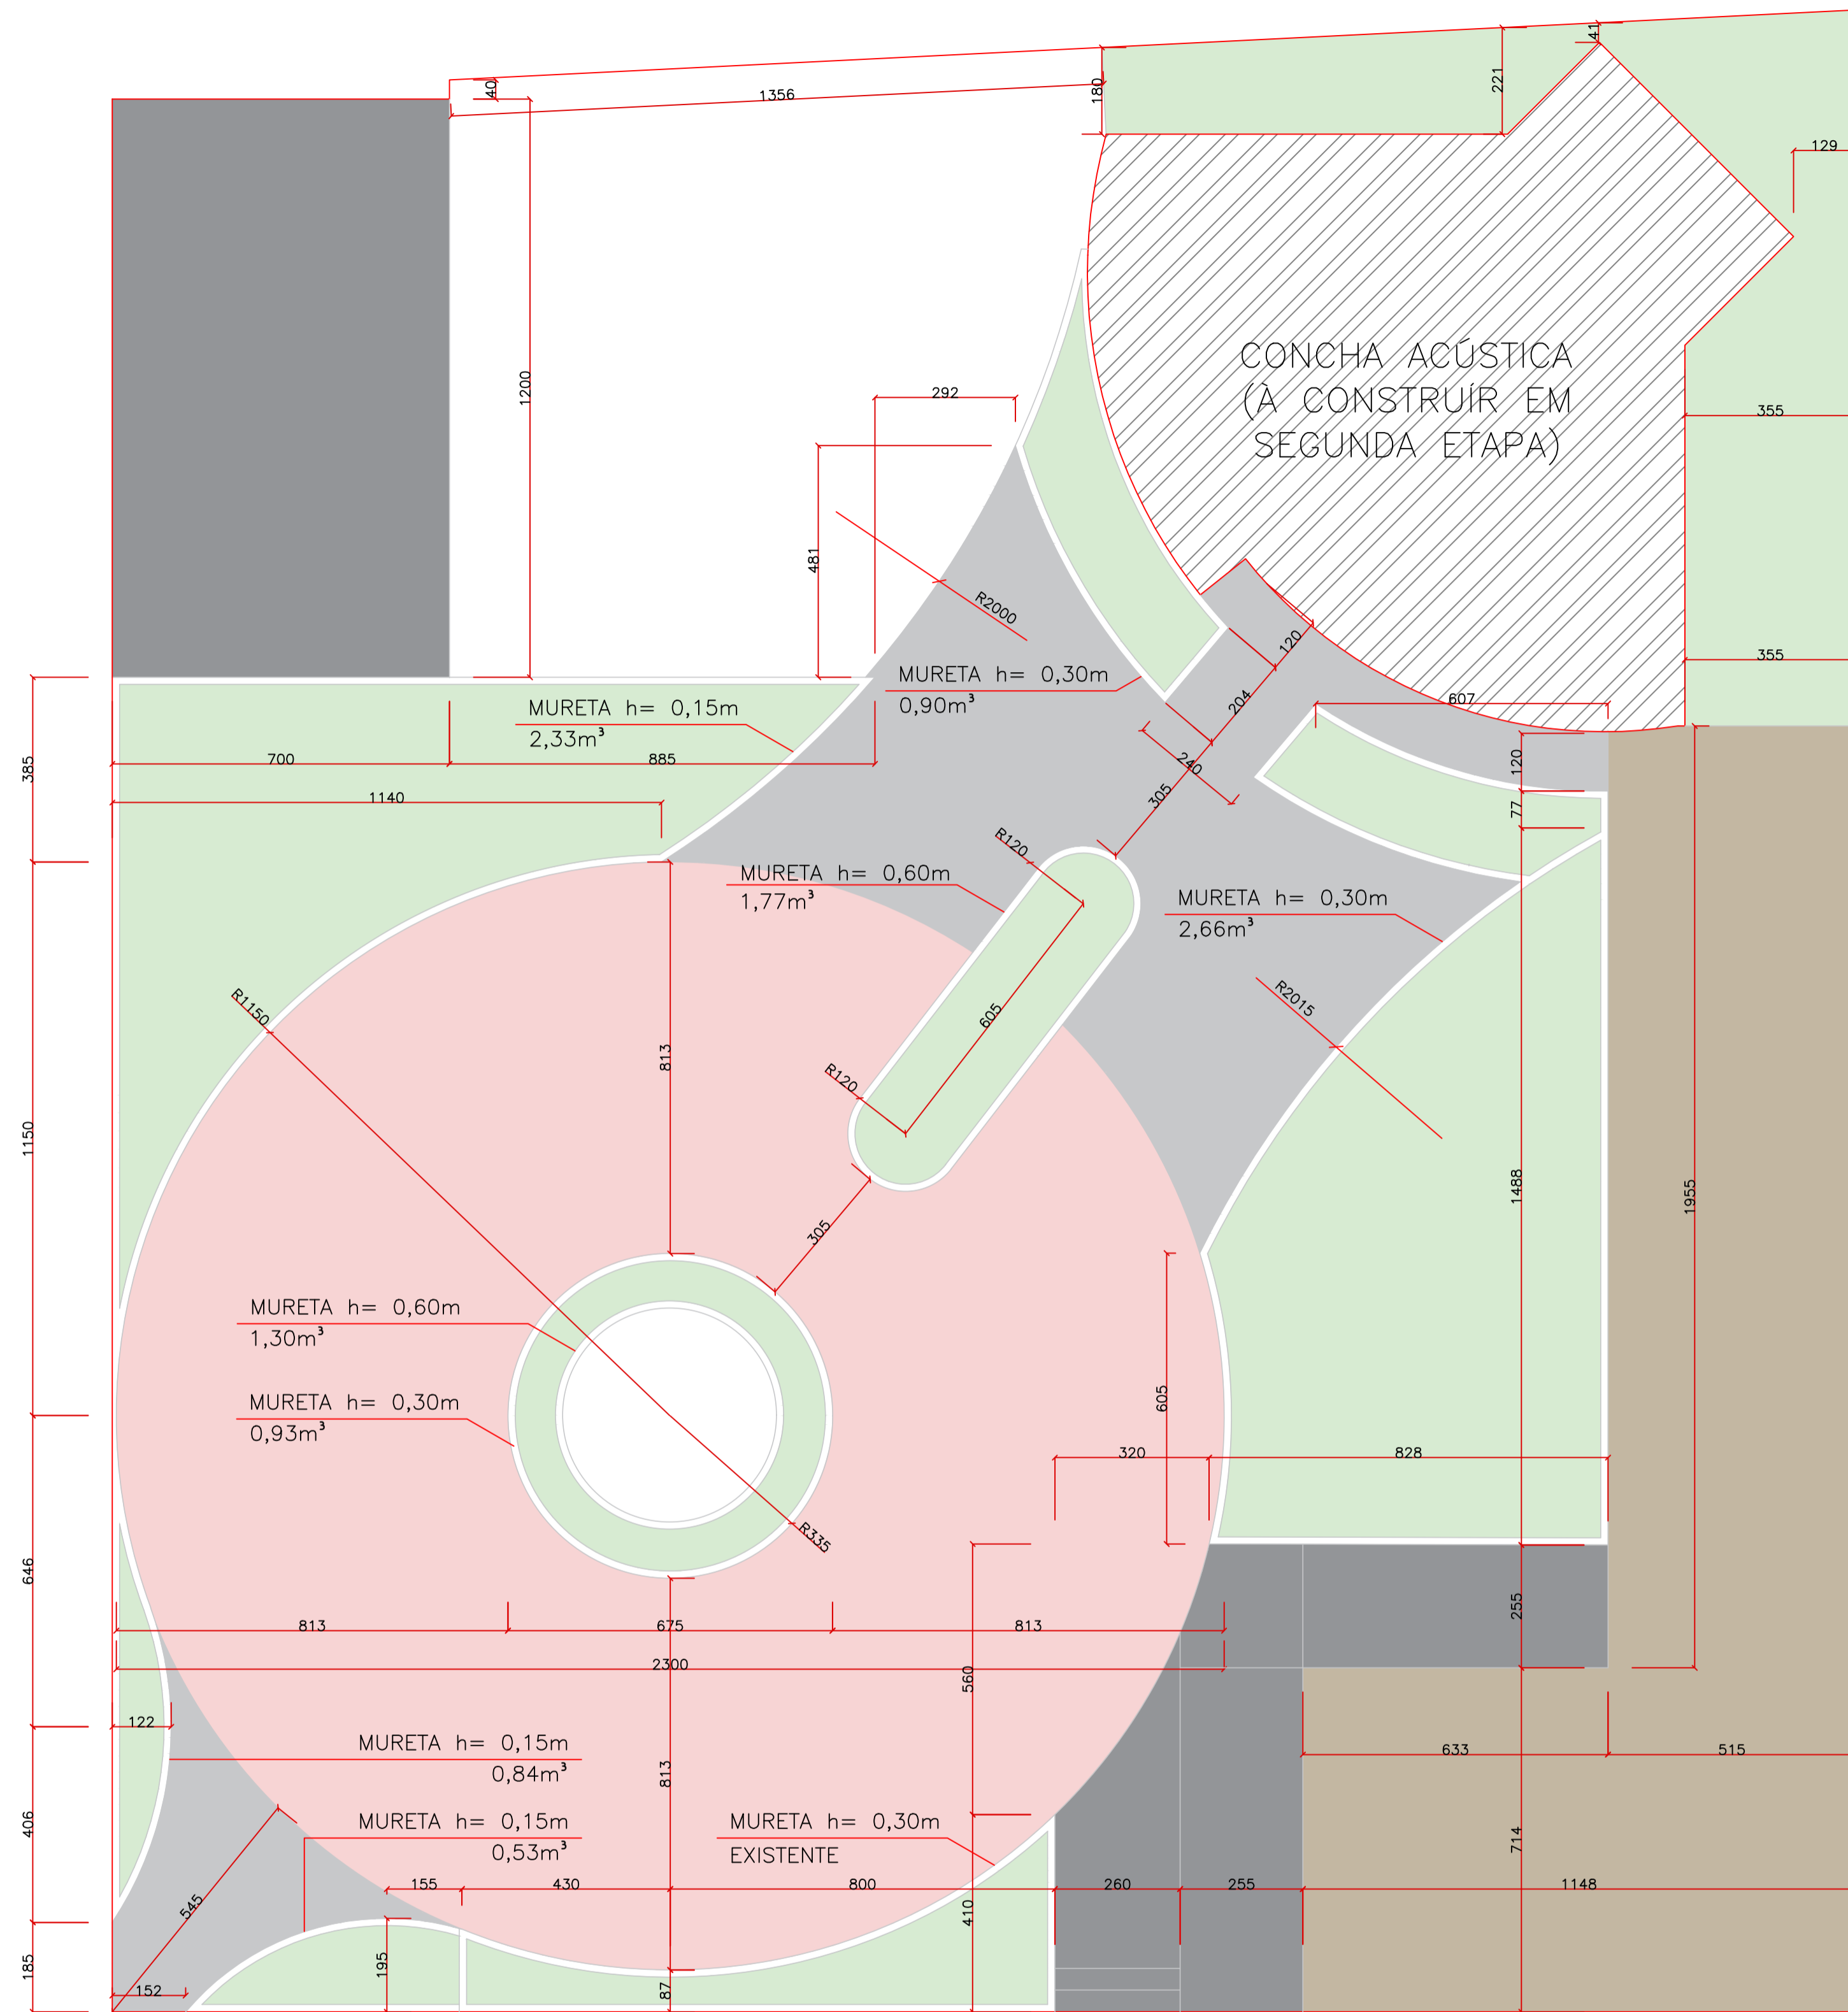 41
221
40
180
1356
129
CONCHA ACÚSTICA
(À CONSTRUÍR EM
SEGUNDA ETAPA)
1200
292
355
481
R2000
120
355
MURETA h= 0,30m
0,90m³
204
607
MURETA h= 0,15m
2,33m³
385
700
885
240
120
305
1140
77
R120
MURETA h= 0,60m
1,77m³
MURETA h= 0,30m
2,66m³
R1150
813
605
R2015
R120
1150
1488
1955
305
MURETA h= 0,60m
1,30m³
MURETA h= 0,30m
0,93m³
605
320
828
R335
646
255
813
675
813
2300
560
122
MURETA h= 0,15m
0,84m³
813
633
515
406
MURETA h= 0,15m
0,53m³
MURETA h= 0,30m
EXISTENTE
714
545
155
430
800
260
255
1148
410
185
195
152
87